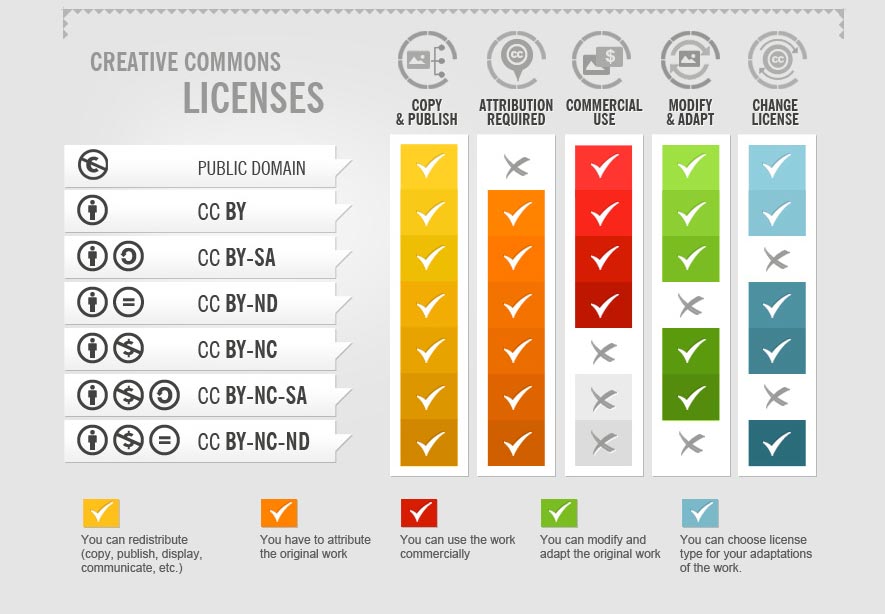 CREATIVE COMMONS
LICENSES
COPY
& PUBLISH
ATTRIBUTION
REQUIRED
COMMERCIAL
USE
MODIFY
& ADAPT
CHANGE
LICENSE
PUBLIC DOMAIN
CC BY
CC BY-SA
CC BY-ND
CC BY-NC
CC BY-NC-SA
CC BY-NC-ND
You can redistribute
(copy, publish, display,
communicate, etc.)
You have to attribute
the original work
You can use the work
commercially
You can modify and
adapt the original work
You can choose license
type for your adaptations
of the work.